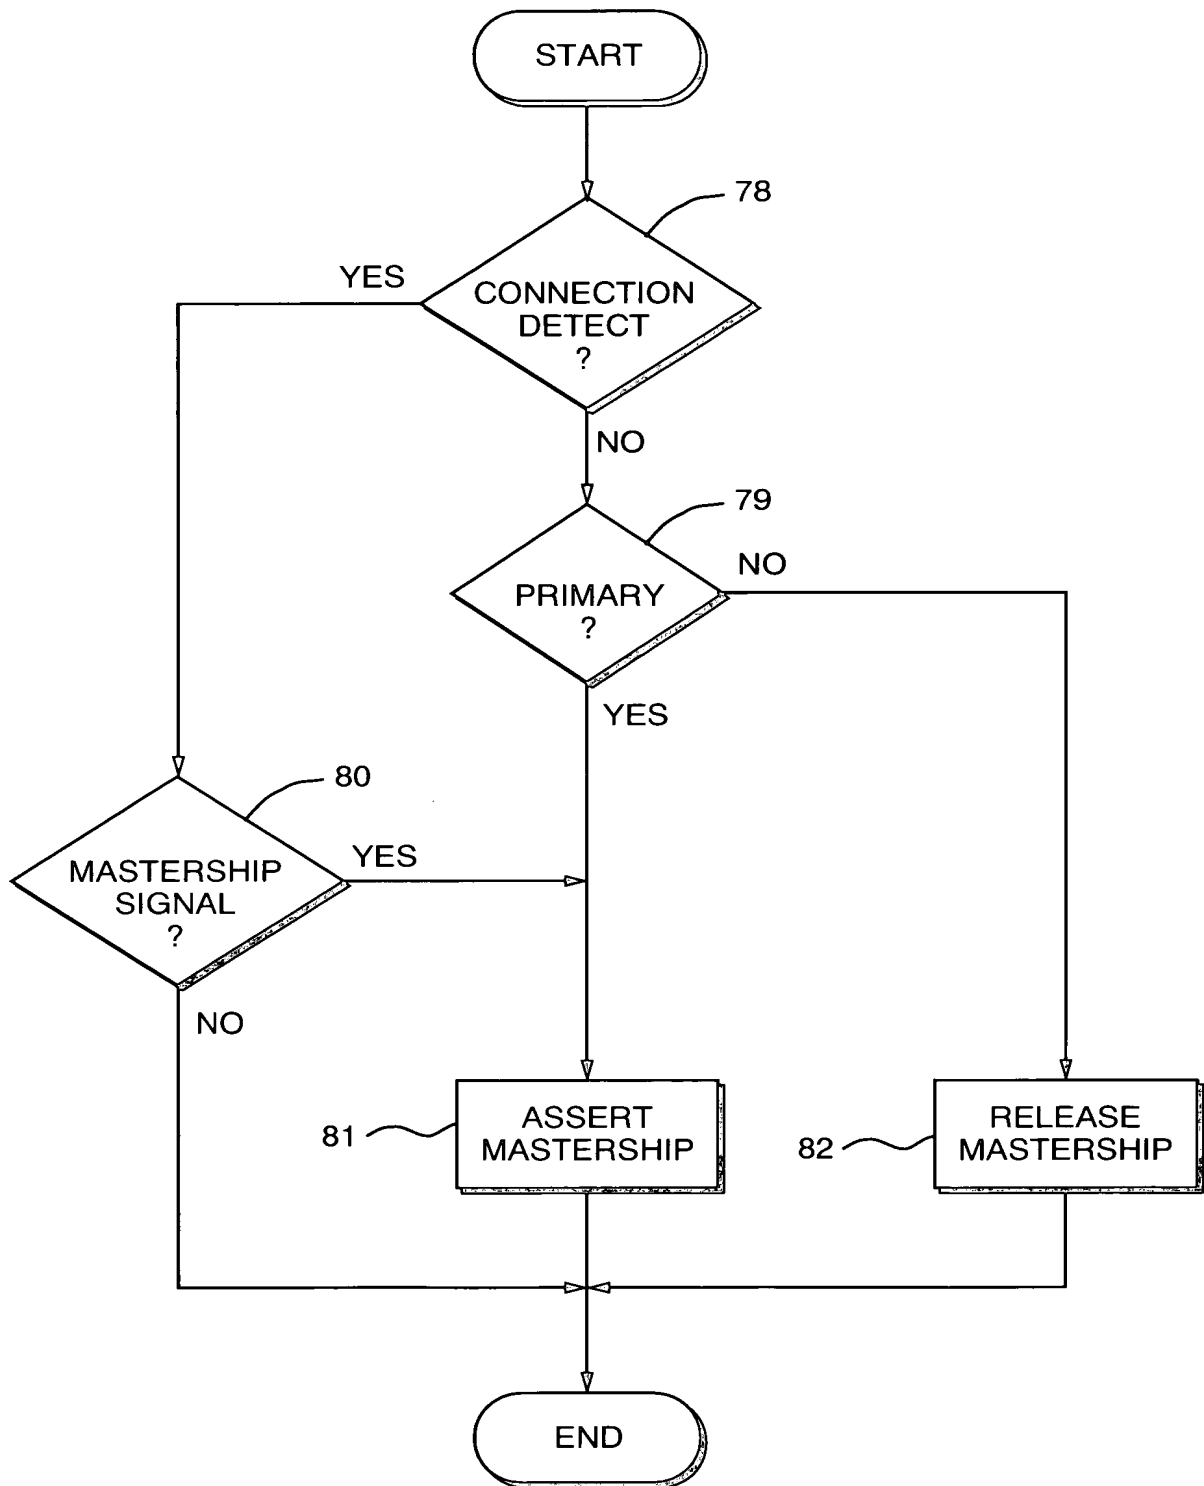 START
78
YES
CONNECTION
DETECT
?
NO
79
NO
PRIMARY
?
YES
80
YES
MASTERSHIP
SIGNAL
?
NO
81
ASSERT
MASTERSHIP
82
RELEASE
MASTERSHIP
END